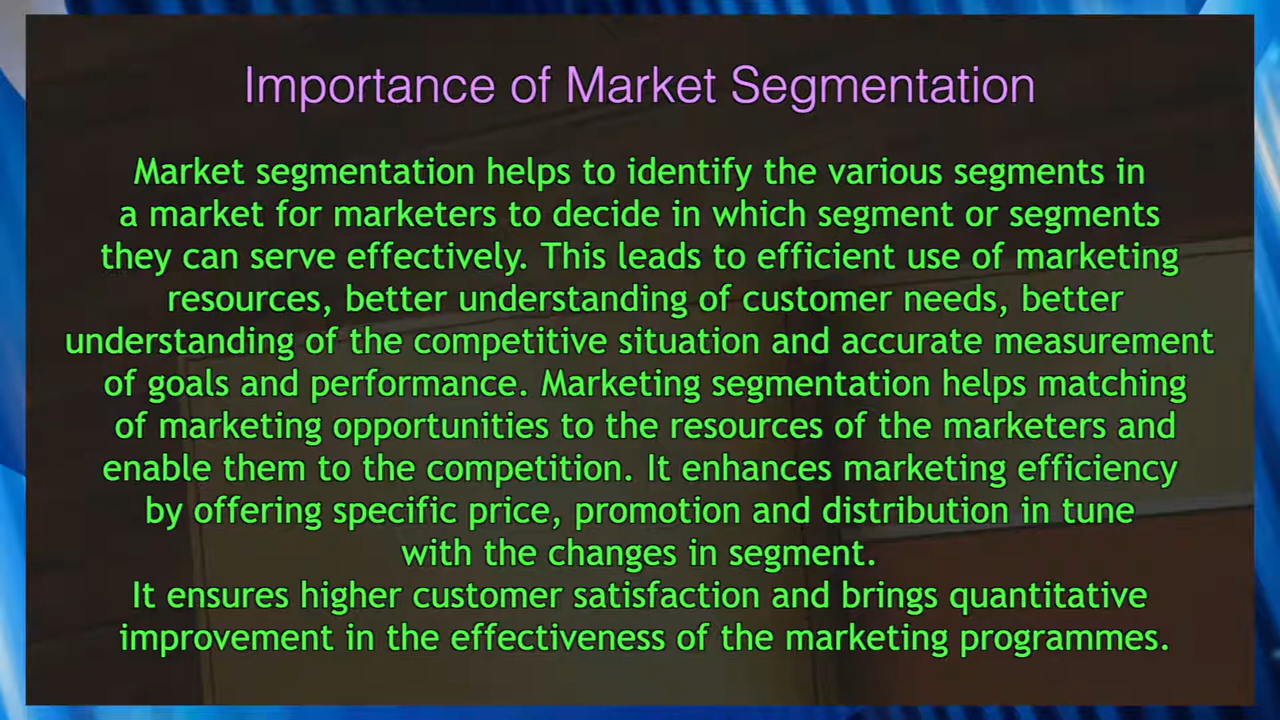 Importance of Market Segmentation
Market segmentation helps to identify the various segments in
a market for marketers to decide in which segment or segments
they can serve effectively. This leads to efficient use of marketing
resources, better understanding of customer needs, better
understanding of the competitive situation and accurate measurement
of goals and performance. Marketing segmentation helps matching
of marketing opportunities to the resources of the marketers and
enable them to the competition. It enhances marketing efficiency
by offering specific price, promotion and distribution in tune
with the changes in segment.
It ensures higher customer satisfaction and brings quantitative
improvement in the effectiveness of the marketing programmes.